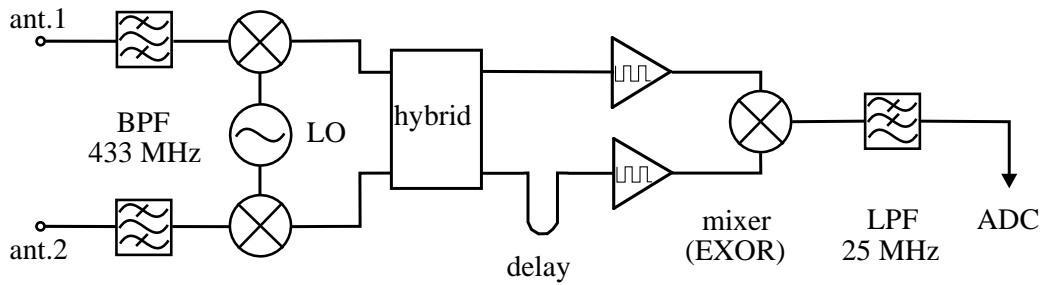 ant.1
BPF
433 MHz
LO
hybrid
ant.2
delay
mixer
(EXOR)
LPF
25 MHz
ADC